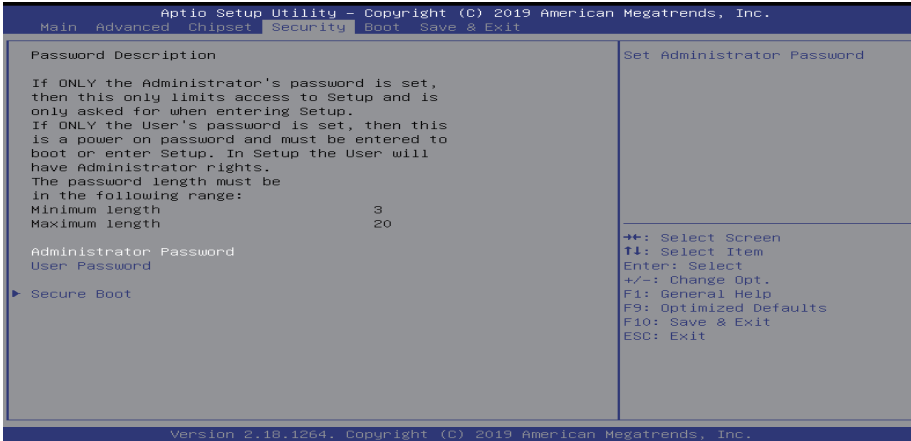 Aptio Setup Utility – Copyright (C) 2019 American Megatrends, Inc.
Main Advanced Chipset Security Boot Save & Exit
Password Description
If ONLY the Administrator's password is set,
then this only limits access to Setup and is
only asked for when entering Setup.
If ONLY the User's password is set, then this
is a power on password and must be entered to
boot or enter Setup. In Setup the User will
have Administrator rights.
The password length must be
in the following range:
Minimum length 3
Maximum length 20
Administrator Password
User Password
▶ Secure Boot
Set Administrator Password
→←: Select Screen
↑↓: Select Item
Enter: Select
+/-: Change Opt.
F1: General Help
F9: Optimized Defaults
F10: Save & Exit
ESC: Exit
Version 2.18.1264. Copyright (C) 2019 American Megatrends, Inc.